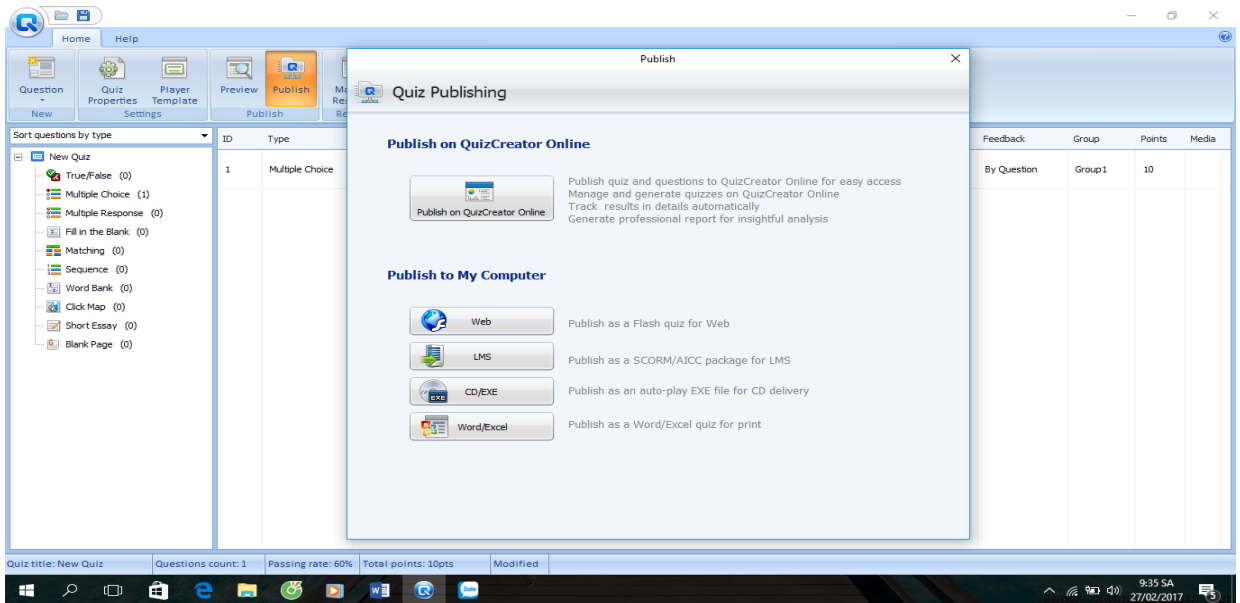 Home Help
Question
Quiz Properties
Player Template
Preview
Publish
New
Settings
Publish
Publish
Quiz Publishing
Publish on QuizCreator Online
Publish on QuizCreator Online
Publish quiz and questions to QuizCreator Online for easy access
Manage and generate quizzes on QuizCreator Online
Track results in details automatically
Generate professional report for insightful analysis
Publish to My Computer
Web
Publish as a Flash quiz for Web
LMS
Publish as a SCORM/AICC package for LMS
CD/EXE
Publish as an auto-play EXE file for CD delivery
Word/Excel
Publish as a Word/Excel quiz for print
Sort questions by type
New Quiz
True/False (0)
Multiple Choice (1)
Multiple Response (0)
Fill in the Blank (0)
Matching (0)
Sequence (0)
Word Bank (0)
Click Map (0)
Short Essay (0)
Blank Page (0)
ID Type Feedback Group Points Media
1 Multiple Choice By Question Group1 10
Quiz title: New Quiz Questions count: 1 Passing rate: 60% Total points: 10pts Modified
9:35 SA
27/02/2017